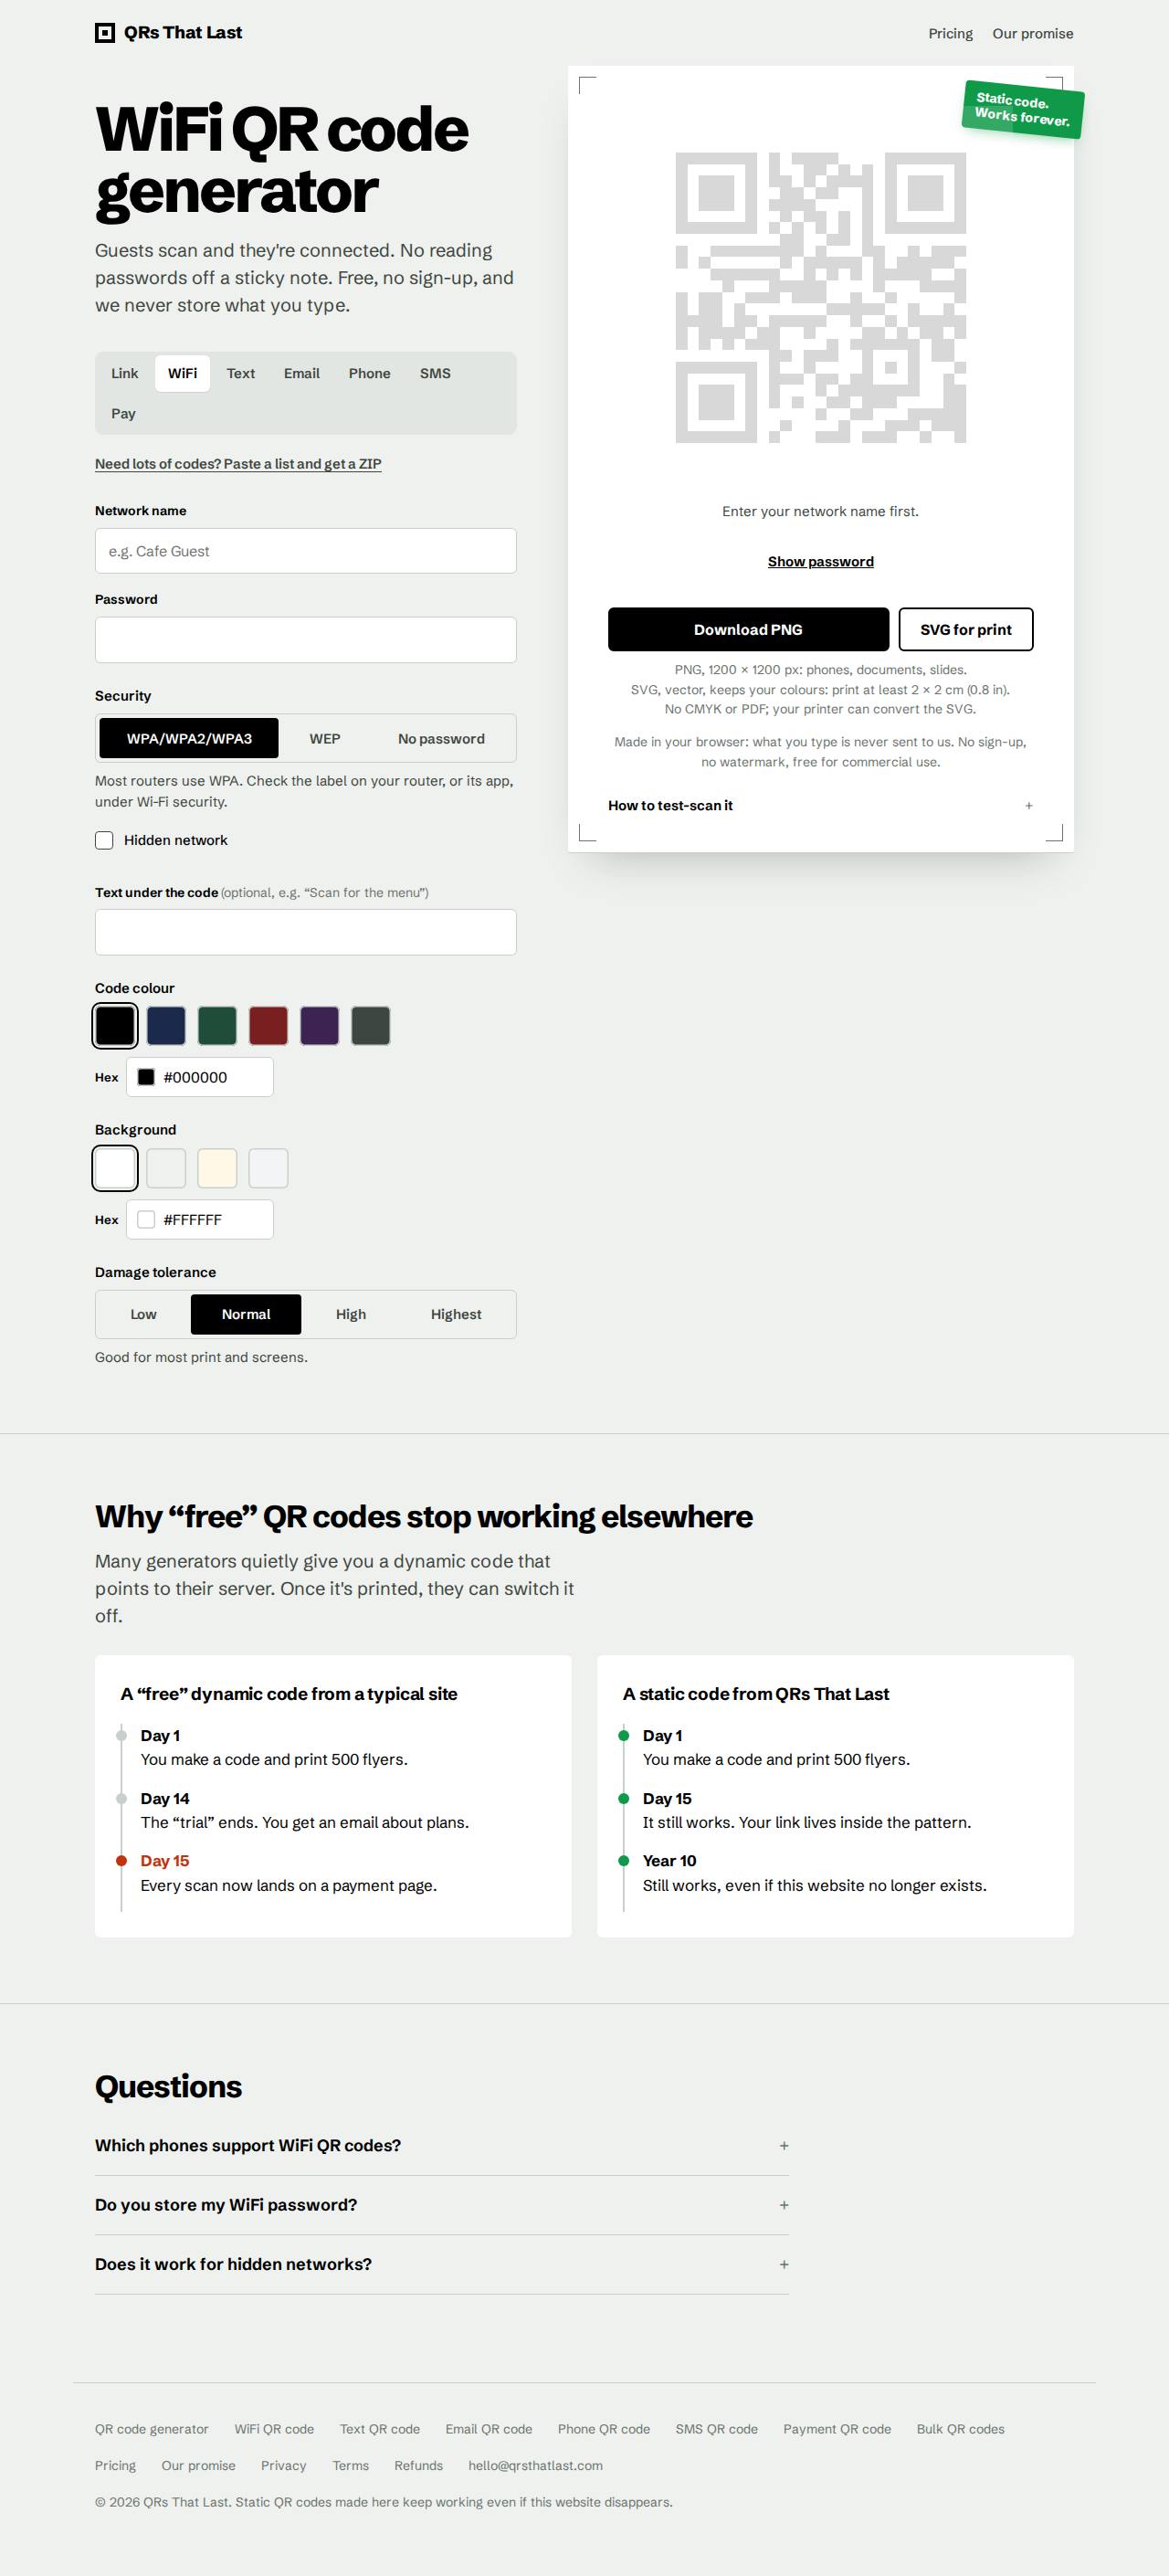 QRs That Last
Pricing
Our promise
WiFi QR code
generator
Guests scan and they're connected. No reading
passwords off a sticky note. Free, no sign-up, and
we never store what you type.
Link
WiFi
Text
Email
Phone
SMS
Pay
Need lots of codes? Paste a list and get a ZIP
Network name
e.g. Cafe Guest
Password
Security
WPA/WPA2/WPA3
WEP
No password
Most routers use WPA. Check the label on your router, or its app,
under Wi-Fi security.
Hidden network
Text under the code (optional, e.g. “Scan for the menu”)
Code colour
Hex
#000000
Background
Hex
#FFFFFF
Damage tolerance
Low
Normal
High
Highest
Good for most print and screens.
Static code.
Works forever.
Enter your network name first.
Show password
Download PNG
SVG for print
PNG, 1200 × 1200 px: phones, documents, slides.
SVG, vector, keeps your colours: print at least 2 × 2 cm (0.8 in).
No CMYK or PDF; your printer can convert the SVG.
Made in your browser: what you type is never sent to us. No sign-up,
no watermark, free for commercial use.
How to test-scan it
+
Why “free” QR codes stop working elsewhere
Many generators quietly give you a dynamic code that
points to their server. Once it's printed, they can switch it
off.
A “free” dynamic code from a typical site
Day 1
You make a code and print 500 flyers.
Day 14
The “trial” ends. You get an email about plans.
Day 15
Every scan now lands on a payment page.
A static code from QRs That Last
Day 1
You make a code and print 500 flyers.
Day 15
It still works. Your link lives inside the pattern.
Year 10
Still works, even if this website no longer exists.
Questions
Which phones support WiFi QR codes?
+
Do you store my WiFi password?
+
Does it work for hidden networks?
+
QR code generator
WiFi QR code
Text QR code
Email QR code
Phone QR code
SMS QR code
Payment QR code
Bulk QR codes
Pricing
Our promise
Privacy
Terms
Refunds
hello@qrsthatlast.com
© 2026 QRs That Last. Static QR codes made here keep working even if this website disappears.